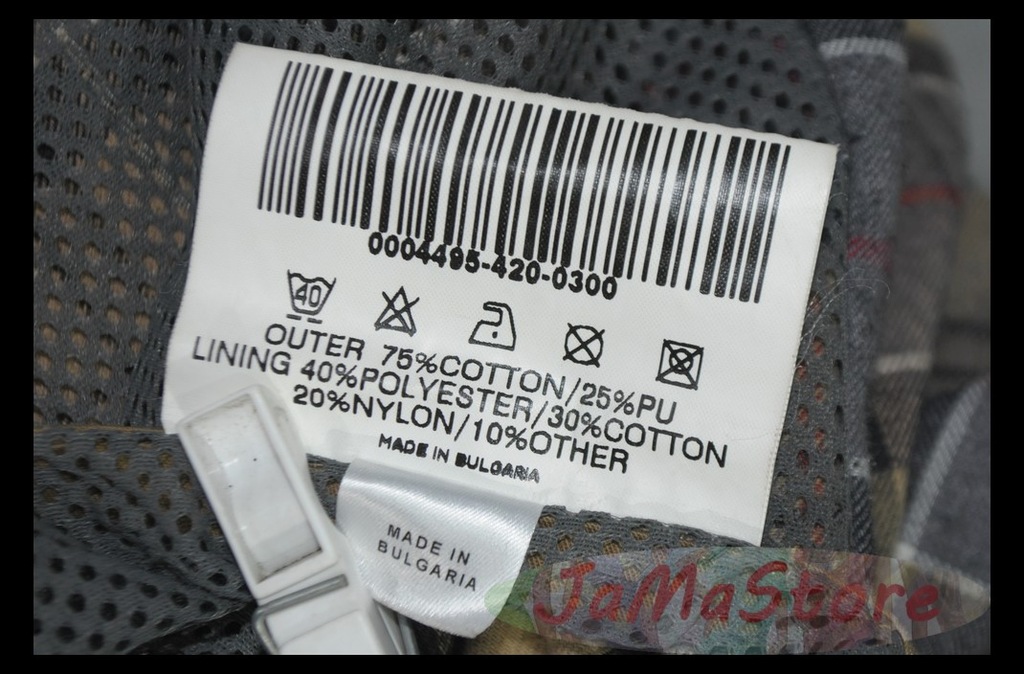 0004495-420-0300
40
OUTER 75%COTTON/25%PU
LINING 40%POLYESTER/30%COTTON
20%NYLON/10%OTHER
MADE IN BULGARIA
MADE IN
BULGARIA
JaMaStore